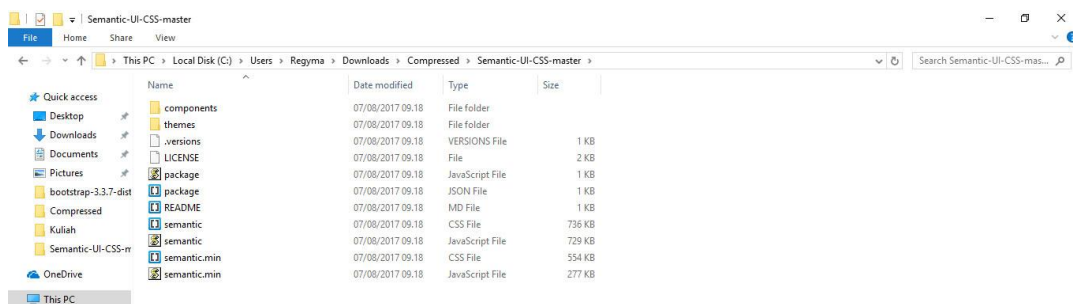 Semantic-UI-CSS-master
File Home Share View
This PC > Local Disk (C:) > Users > Regyma > Downloads > Compressed > Semantic-UI-CSS-master > Search Semantic-UI-CSS-mas...
Name Date modified Type Size
Quick access
Desktop
Downloads
Documents
Pictures
bootstrap-3.3.7-dist
Compressed
Kuliah
Semantic-UI-CSS-m
OneDrive
This PC
components 07/08/2017 09.18 File folder
themes 07/08/2017 09.18 File folder
.versions 07/08/2017 09.18 VERSIONS File 1 KB
LICENSE 07/08/2017 09.18 File 2 KB
package 07/08/2017 09.18 JavaScript File 1 KB
package 07/08/2017 09.18 JSON File 1 KB
README 07/08/2017 09.18 MD File 1 KB
semantic 07/08/2017 09.18 CSS File 736 KB
semantic 07/08/2017 09.18 JavaScript File 729 KB
semantic.min 07/08/2017 09.18 CSS File 554 KB
semantic.min 07/08/2017 09.18 JavaScript File 277 KB